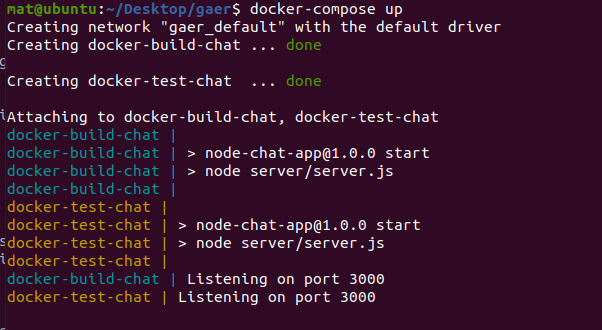 mat@ubuntu:~/Desktop/gaer$ docker-compose up
Creating network "gaer_default" with the default driver
Creating docker-build-chat ... done
Creating docker-test-chat  ... done
Attaching to docker-build-chat, docker-test-chat
docker-build-chat |
docker-build-chat | > node-chat-app@1.0.0 start
docker-build-chat | > node server/server.js
docker-build-chat |
docker-test-chat |
docker-test-chat | > node-chat-app@1.0.0 start
docker-test-chat | > node server/server.js
docker-test-chat |
docker-build-chat | Listening on port 3000
docker-test-chat | Listening on port 3000